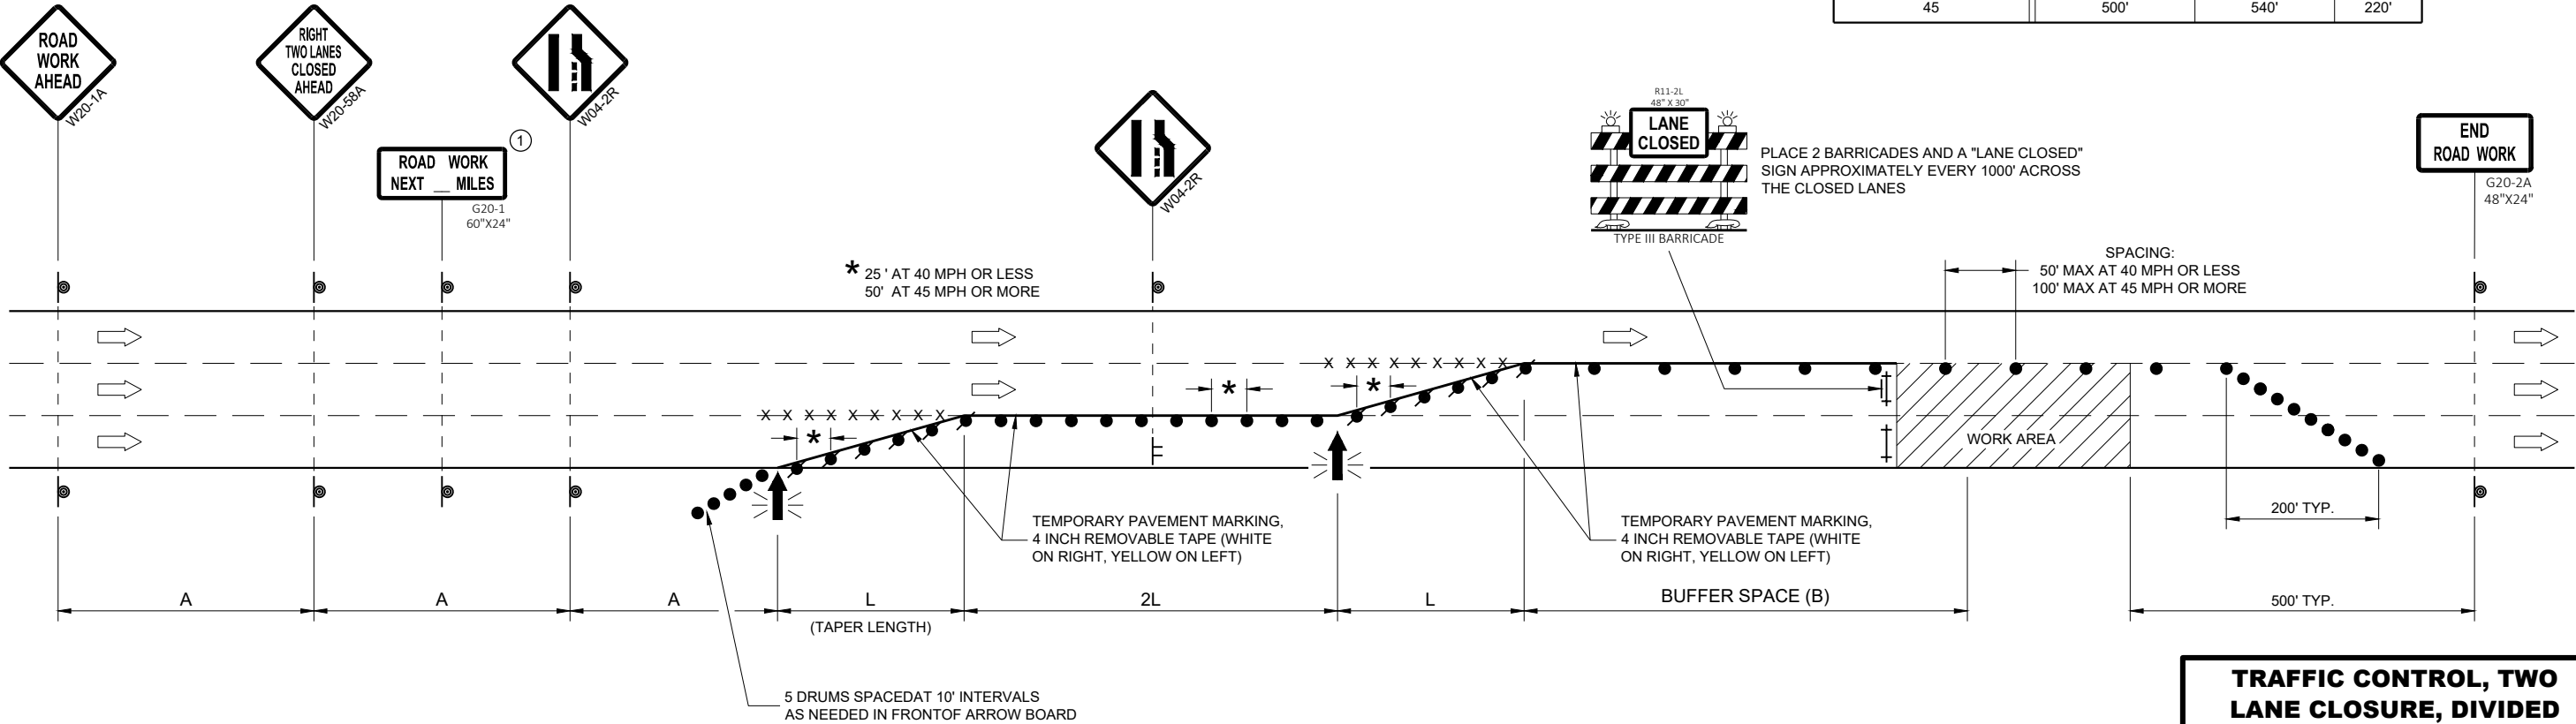 45 500' 540' 220'
ROAD
WORK
AHEAD
W20-1A
RIGHT
TWO LANES
CLOSED
AHEAD
W20-58A
W04-2R
1
ROAD WORK
NEXT __ MILES
G20-1
60"X24"
W04-2R
R11-2L
48" X 30"
LANE
CLOSED
TYPE III BARRICADE
PLACE 2 BARRICADES AND A "LANE CLOSED"
SIGN APPROXIMATELY EVERY 1000' ACROSS
THE CLOSED LANES
END
ROAD WORK
G20-2A
48"X24"
* 25 ' AT 40 MPH OR LESS
50' AT 45 MPH OR MORE
SPACING:
50' MAX AT 40 MPH OR LESS
100' MAX AT 45 MPH OR MORE
X X X X X X X X X
*
X X X X X X X X X
*
*
WORK AREA
TEMPORARY PAVEMENT MARKING,
4 INCH REMOVABLE TAPE (WHITE
ON RIGHT, YELLOW ON LEFT)
TEMPORARY PAVEMENT MARKING,
4 INCH REMOVABLE TAPE (WHITE
ON RIGHT, YELLOW ON LEFT)
200' TYP.
A A A L 2L L BUFFER SPACE (B) 500' TYP.
(TAPER LENGTH)
5 DRUMS SPACEDAT 10' INTERVALS
AS NEEDED IN FRONTOF ARROW BOARD
TRAFFIC CONTROL, TWO
LANE CLOSURE, DIVIDED